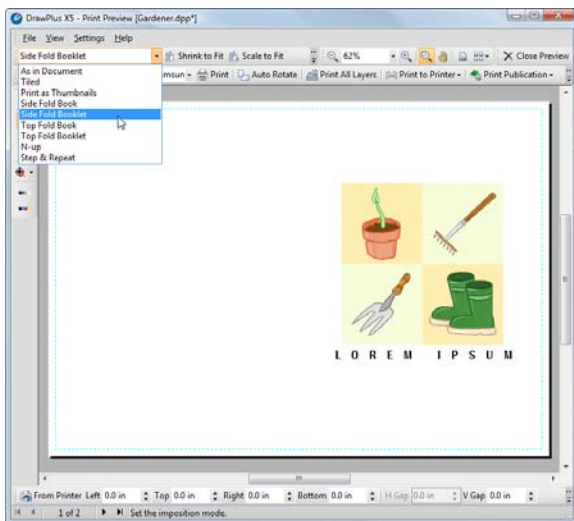 DrawPlus X5 - Print Preview [Gardener.dpp*]
File View Settings Help
Side Fold Booklet Shrink to Fit Scale to Fit 62% Close Preview
As in Document
msun Print Auto Rotate Print All Layers Print to Printer Print Publication
Tiled
Print as Thumbnails
Side Fold Book
Side Fold Booklet
Top Fold Book
Top Fold Booklet
N-up
Step & Repeat
LOREM IPSUM
From Printer Left 0.0 in Top 0.0 in Right 0.0 in Bottom 0.0 in H Gap 0.0 in V Gap 0.0 in
1 of 2 Set the imposition mode.